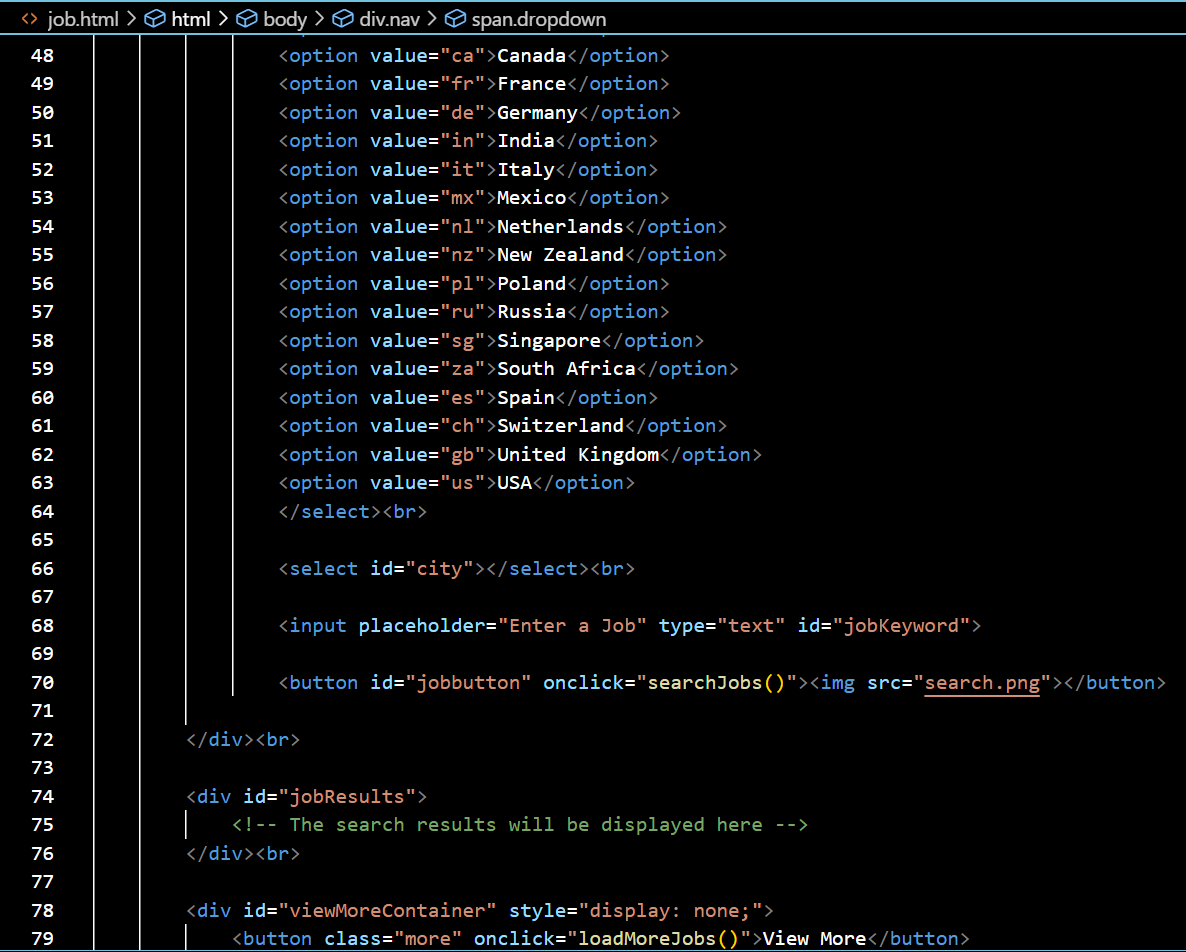 job.html > html > body > div.nav > span.dropdown
48 <option value="ca">Canada</option>
49 <option value="fr">France</option>
50 <option value="de">Germany</option>
51 <option value="in">India</option>
52 <option value="it">Italy</option>
53 <option value="mx">Mexico</option>
54 <option value="nl">Netherlands</option>
55 <option value="nz">New Zealand</option>
56 <option value="pl">Poland</option>
57 <option value="ru">Russia</option>
58 <option value="sg">Singapore</option>
59 <option value="za">South Africa</option>
60 <option value="es">Spain</option>
61 <option value="ch">Switzerland</option>
62 <option value="gb">United Kingdom</option>
63 <option value="us">USA</option>
64 </select><br>
65
66 <select id="city"></select><br>
67
68 <input placeholder="Enter a Job" type="text" id="jobKeyword">
69
70 <button id="jobbutton" onclick="searchJobs()"><img src="search.png"></button>
71
72 </div><br>
73
74 <div id="jobResults">
75 <!-- The search results will be displayed here -->
76 </div><br>
77
78 <div id="viewMoreContainer" style="display: none;">
79 <button class="more" onclick="loadMoreJobs()">View More</button>